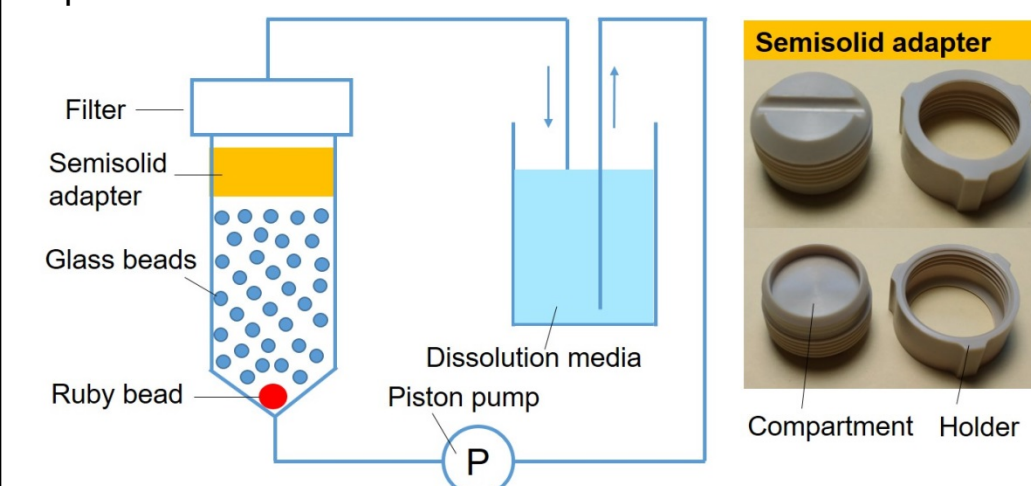 Filter
Semisolid
adapter
Glass beads
Ruby bead
Dissolution media
Piston pump
P
Semisolid adapter
Compartment
Holder